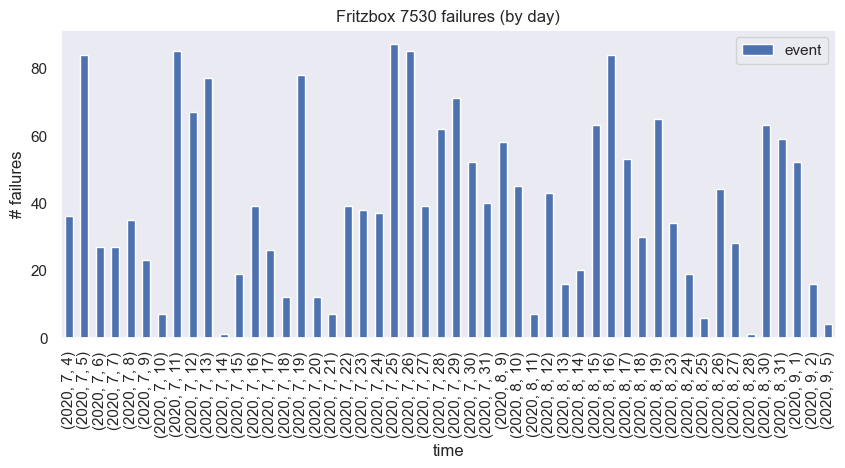 Fritzbox 7530 failures (by day)
event
# failures
80
60
40
20
0
(2020, 7, 4)
(2020, 7, 5)
(2020, 7, 6)
(2020, 7, 7)
(2020, 7, 8)
(2020, 7, 9)
(2020, 7, 10)
(2020, 7, 11)
(2020, 7, 12)
(2020, 7, 13)
(2020, 7, 14)
(2020, 7, 15)
(2020, 7, 16)
(2020, 7, 17)
(2020, 7, 18)
(2020, 7, 19)
(2020, 7, 20)
(2020, 7, 21)
(2020, 7, 22)
(2020, 7, 23)
(2020, 7, 24)
(2020, 7, 25)
(2020, 7, 26)
(2020, 7, 27)
(2020, 7, 28)
(2020, 7, 29)
(2020, 7, 30)
(2020, 7, 31)
(2020, 8, 9)
(2020, 8, 10)
(2020, 8, 11)
(2020, 8, 12)
(2020, 8, 13)
(2020, 8, 14)
(2020, 8, 15)
(2020, 8, 16)
(2020, 8, 17)
(2020, 8, 18)
(2020, 8, 19)
(2020, 8, 23)
(2020, 8, 24)
(2020, 8, 25)
(2020, 8, 26)
(2020, 8, 27)
(2020, 8, 28)
(2020, 8, 30)
(2020, 8, 31)
(2020, 9, 1)
(2020, 9, 2)
(2020, 9, 5)
time